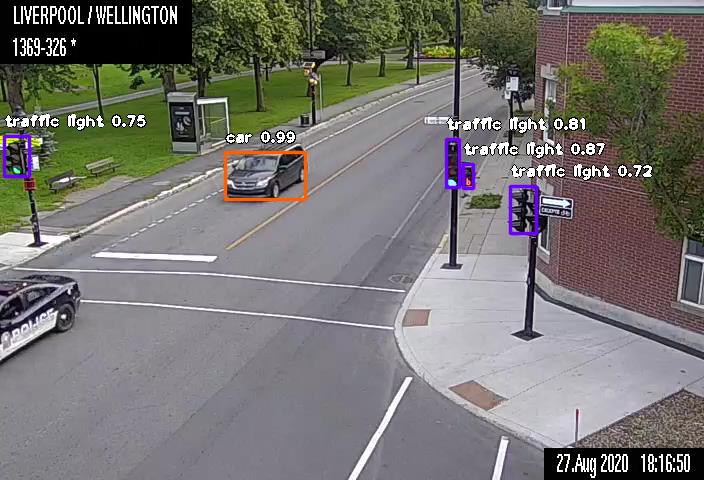 LIVERPOOL / WELLINGTON
1369-326 *
traffic light 0.75
car 0.99
traffic light 0.81
traffic light 0.87
traffic light 0.72
POLICE
27.Aug 2020 18:16:50